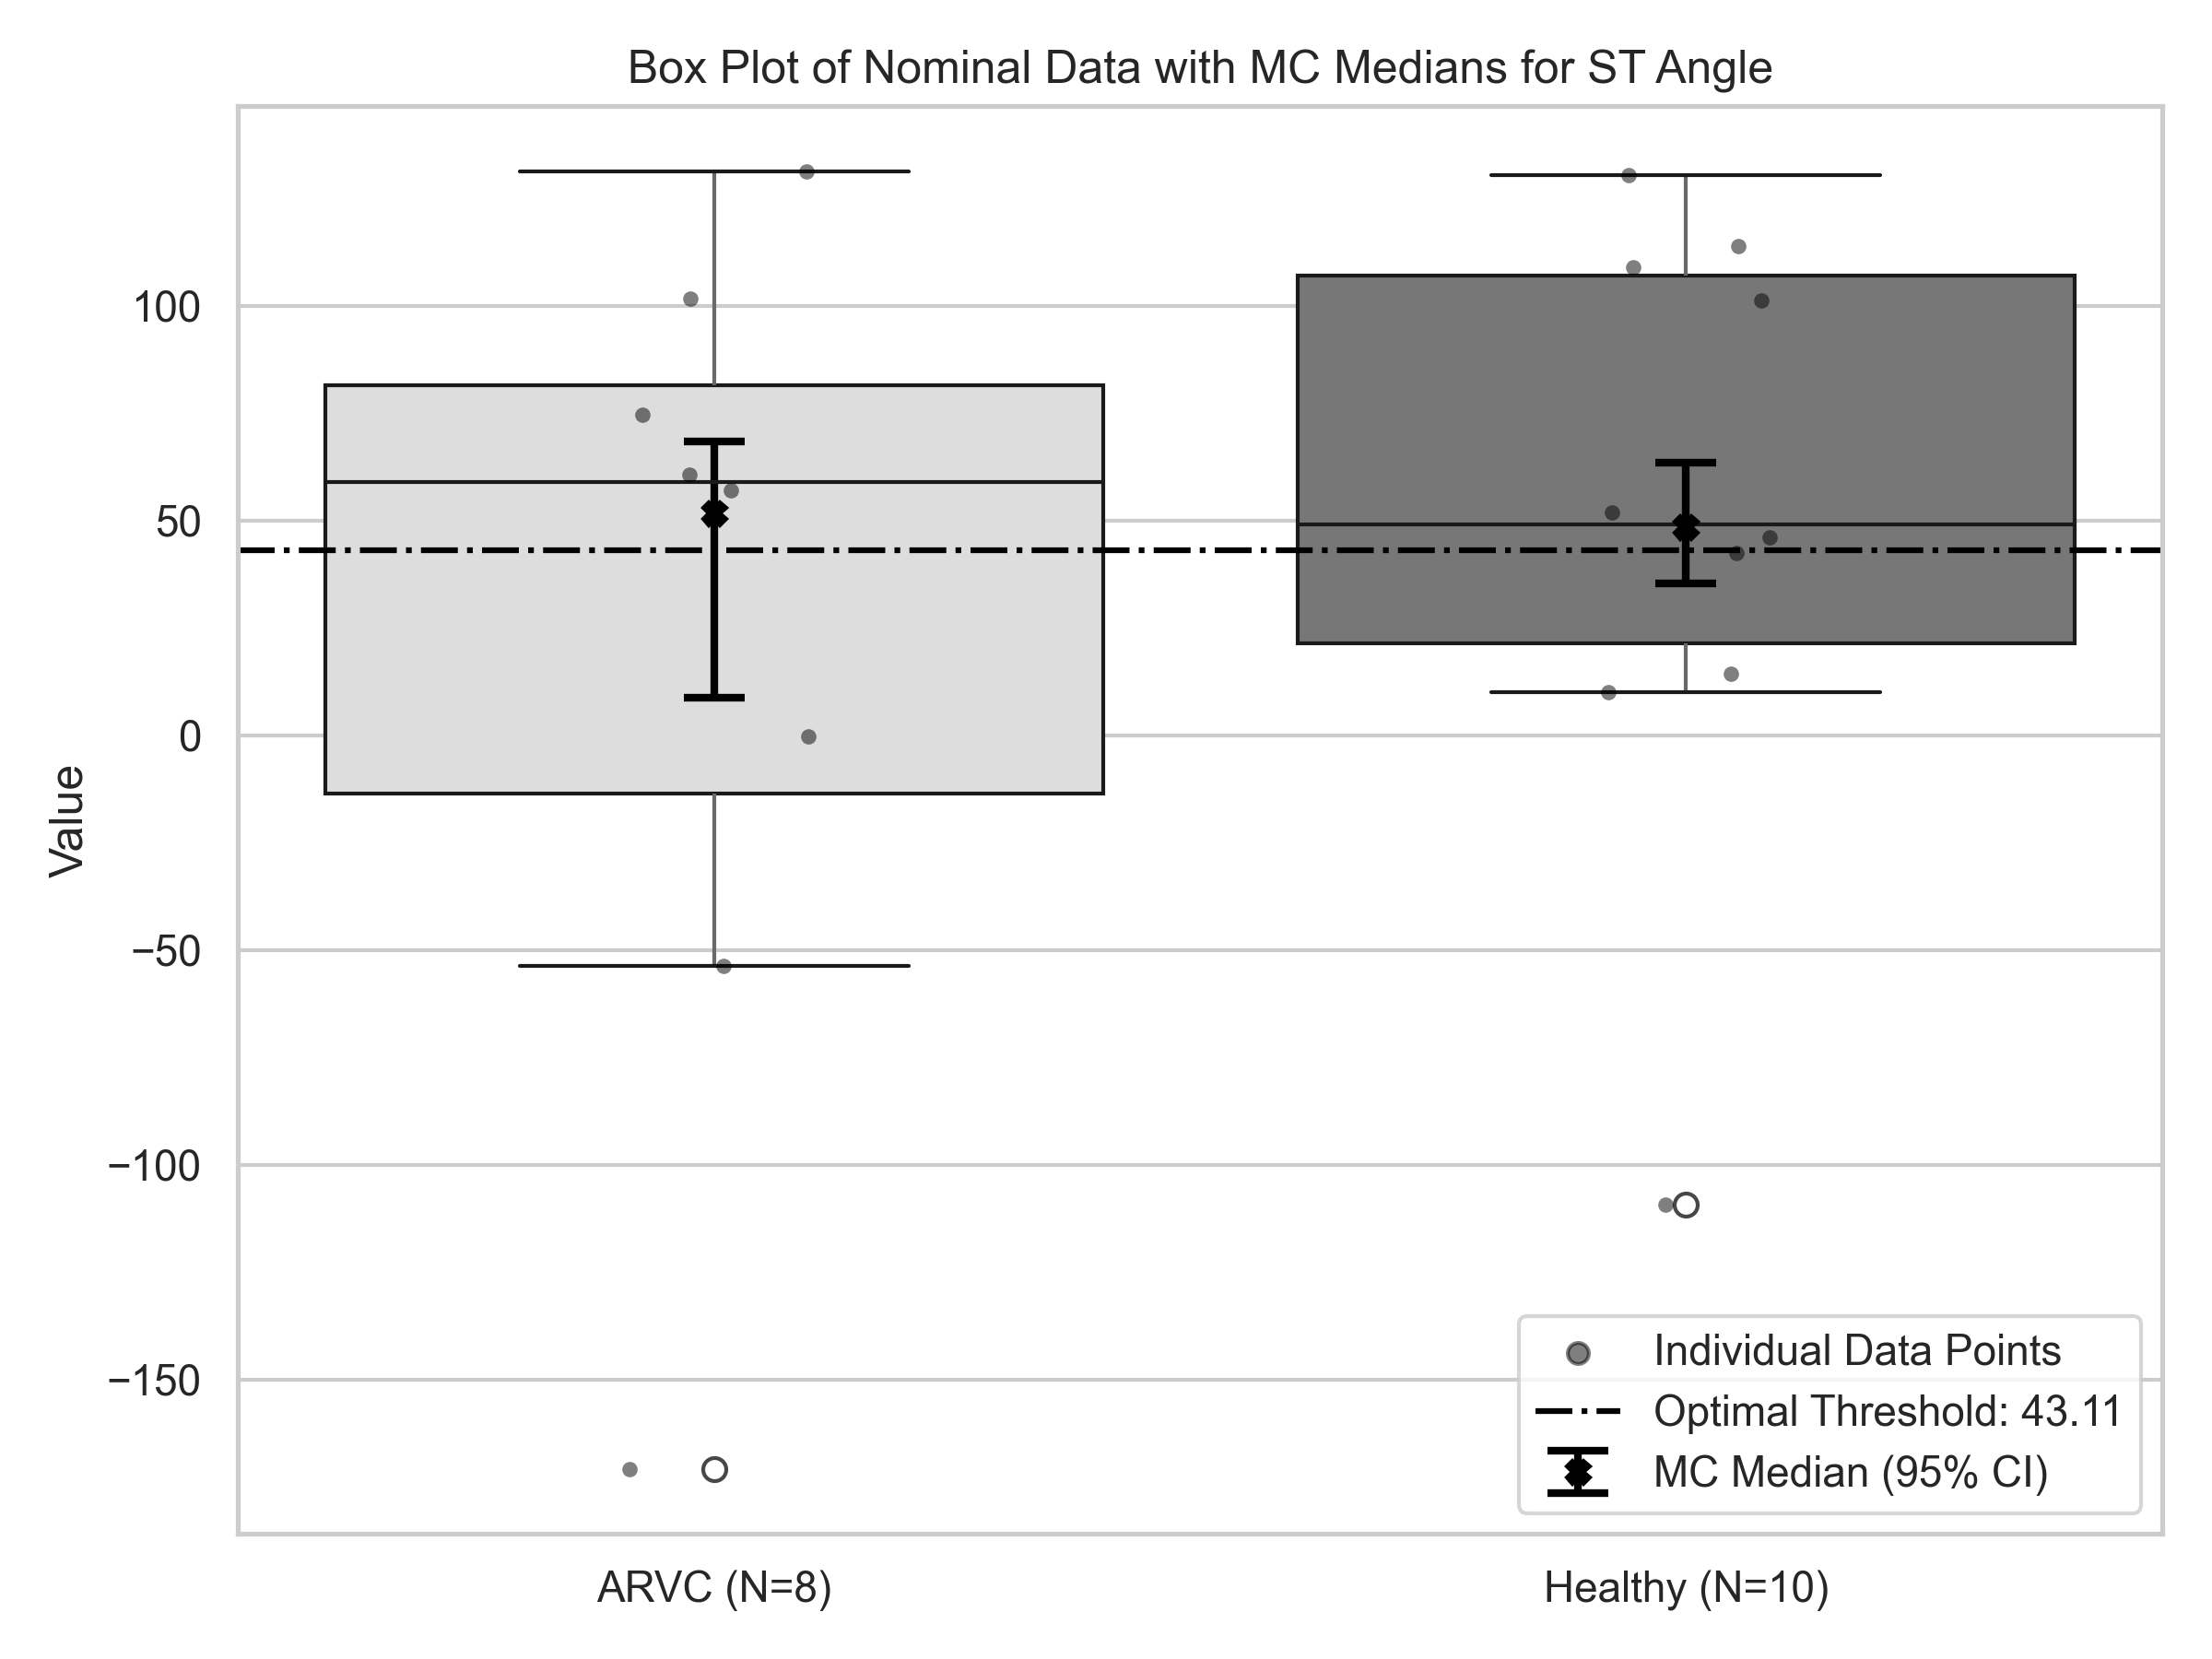 Box Plot of Nominal Data with MC Medians for ST Angle
Value
100
50
0
−50
−100
−150
Individual Data Points
Optimal Threshold: 43.11
MC Median (95% CI)
ARVC (N=8)
Healthy (N=10)